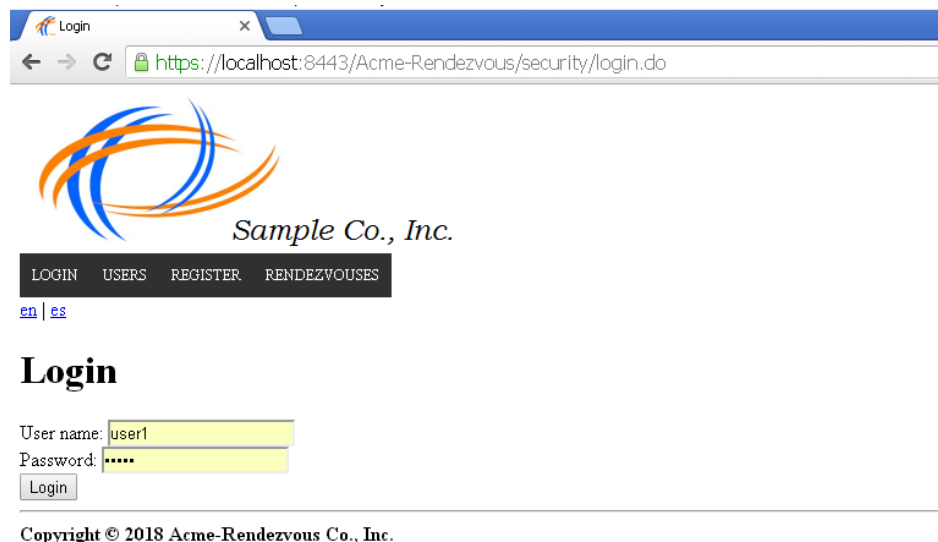 Login
https://localhost:8443/Acme-Rendezvous/security/login.do
Sample Co., Inc.
LOGIN USERS REGISTER RENDEZVOUSES
en | es
Login
User name: user1
Password: •••••
Login
Copyright © 2018 Acme-Rendezvous Co., Inc.